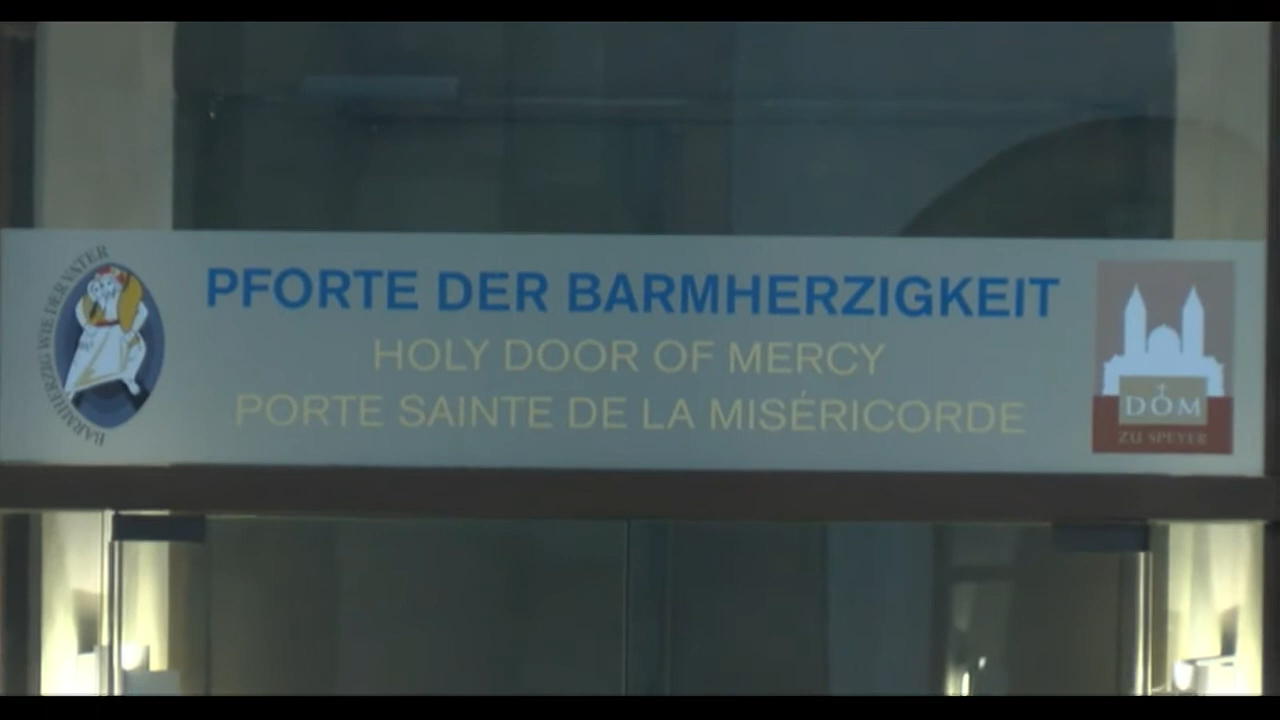 BARMHERZIG WIE DER VATER
PFORTE DER BARMHERZIGKEIT
HOLY DOOR OF MERCY
PORTE SAINTE DE LA MISÉRICORDE
DOM
ZU SPEYER